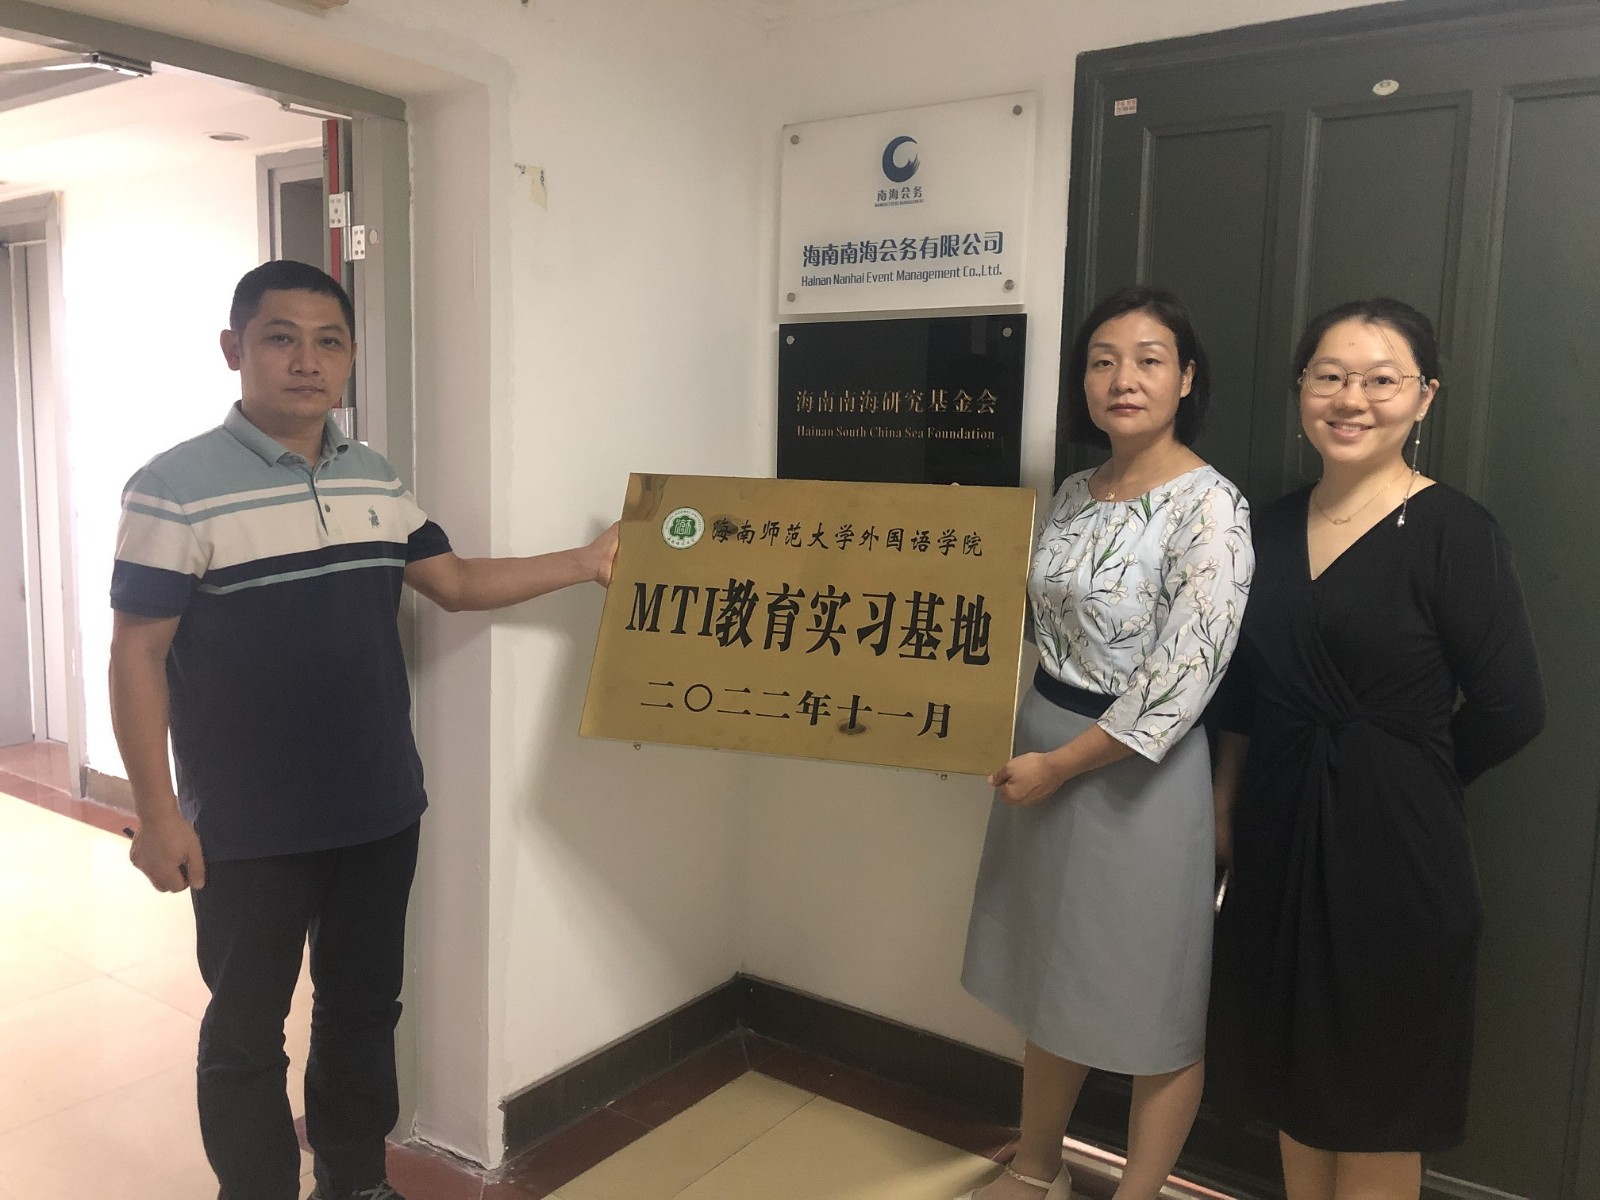 南海会务
海南南海会务有限公司
Hainan Nanhai Event Management Co.,Ltd.
海南南海研究基金会
Hainan South China Sea Foundation
海南师范大学外国语学院
MTI教育实习基地
二〇二二年十一月